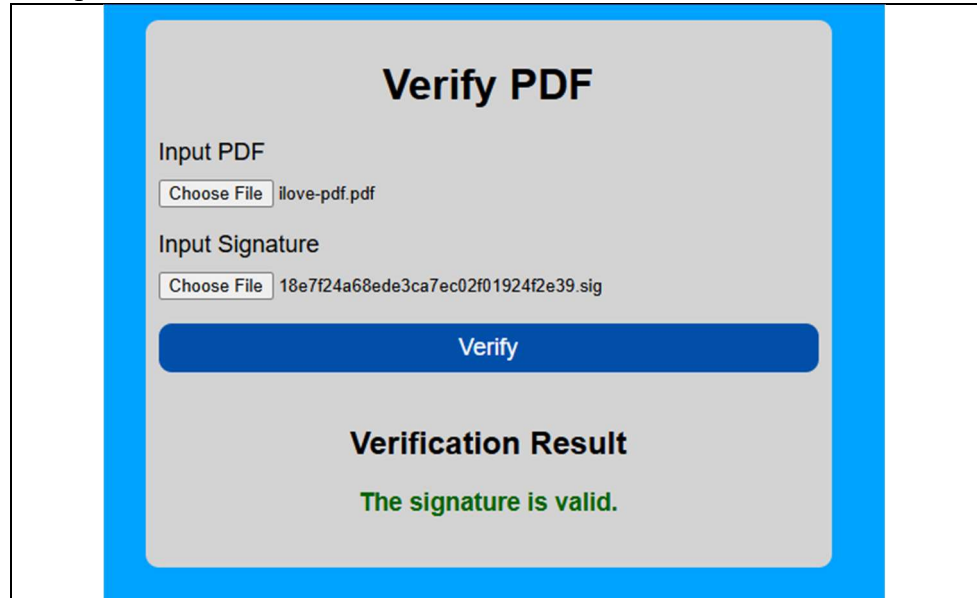 Verify PDF
Input PDF
Choose File ilove-pdf.pdf
Input Signature
Choose File 18e7f24a68ede3ca7ec02f01924f2e39.sig
Verify
Verification Result
The signature is valid.